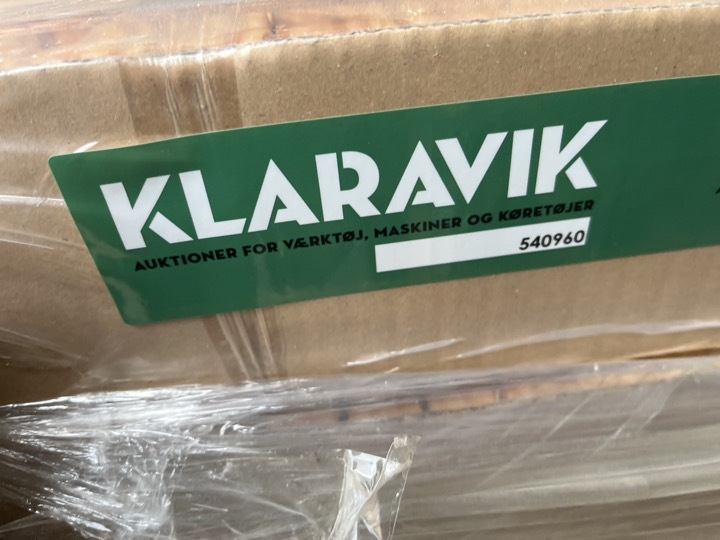 KLARAVIK
AUKTIONER FOR VÆRKTØJ, MASKINER OG KØRETØJER
540960